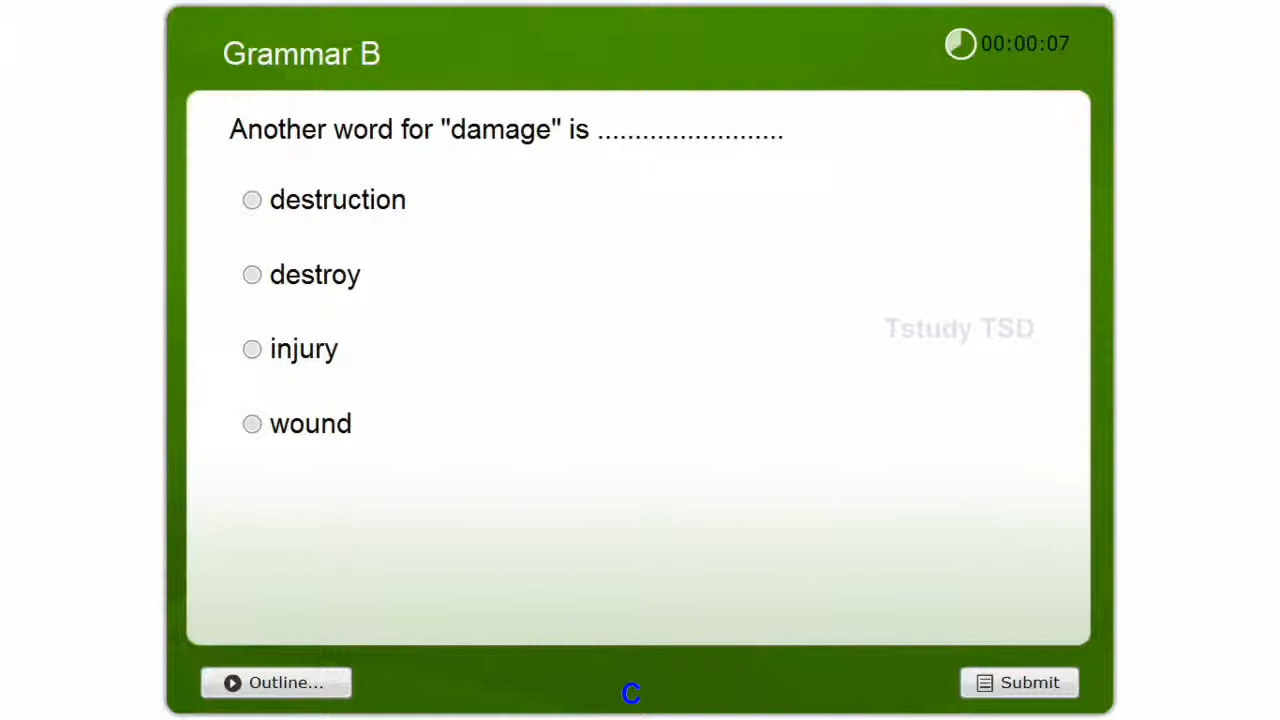 Grammar B
00:00:07
Another word for "damage" is .........................
destruction
destroy
injury
wound
Tstudy TSD
Outline...
C
Submit